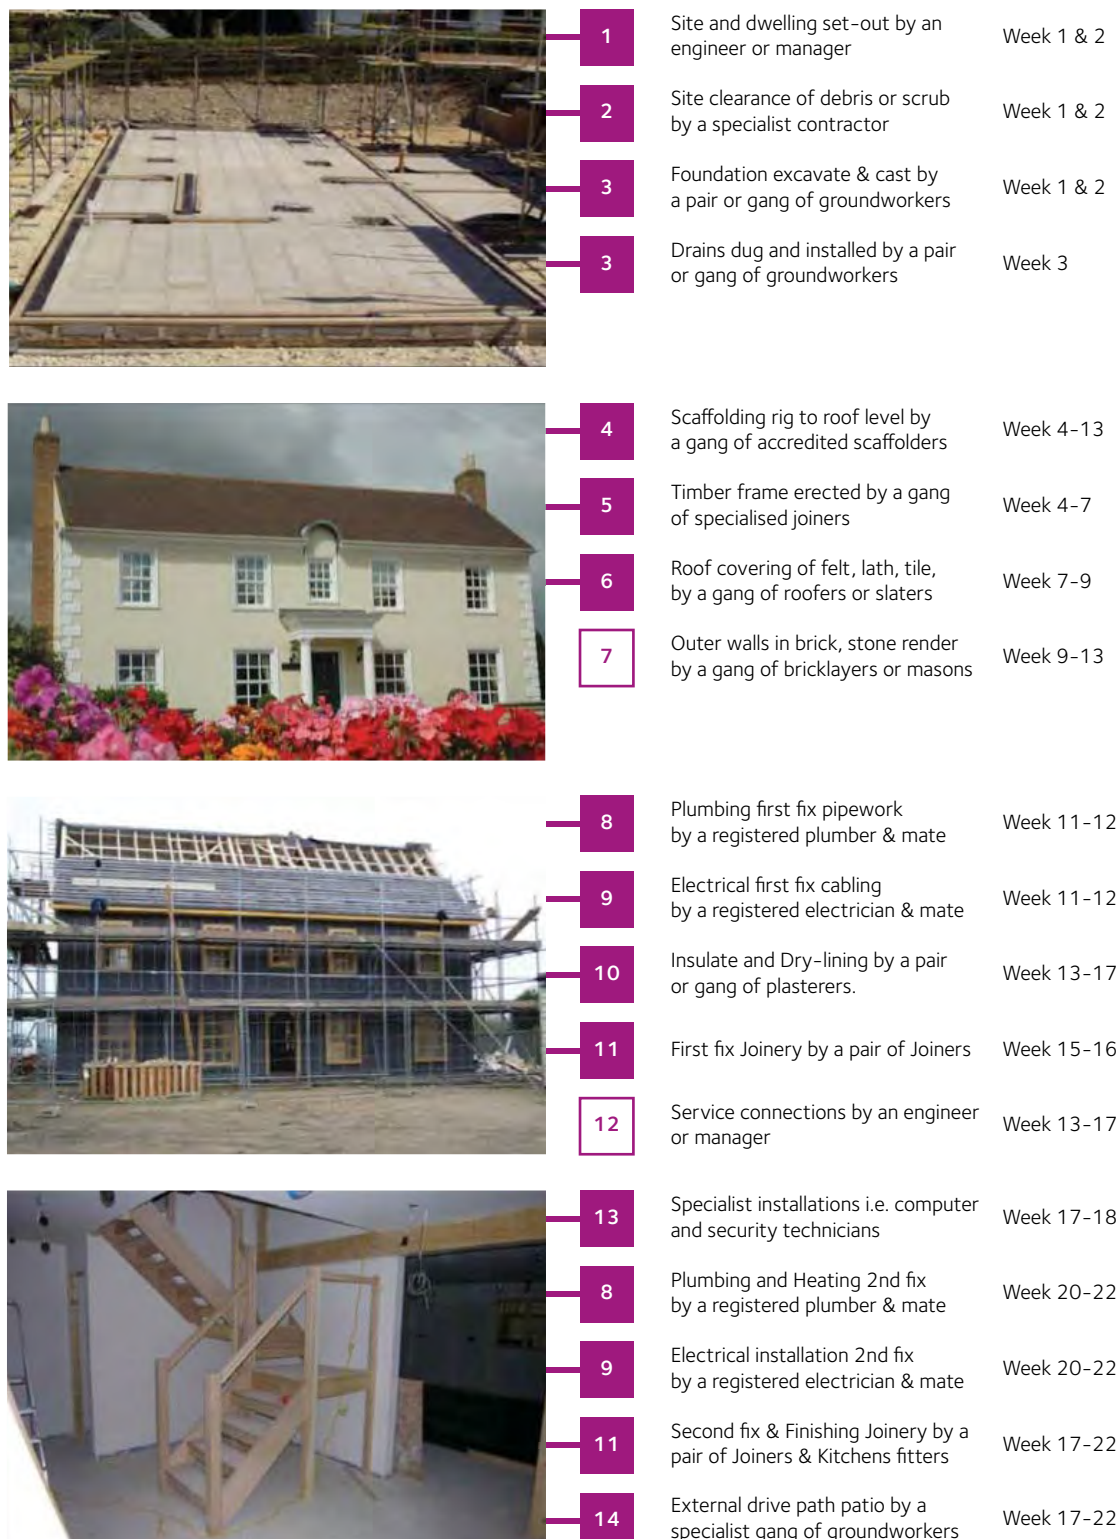 1
Site and dwelling set-out by an
engineer or manager
Week 1 & 2
2
Site clearance of debris or scrub
by a specialist contractor
Week 1 & 2
3
Foundation excavate & cast by
a pair or gang of groundworkers
Week 1 & 2
3
Drains dug and installed by a pair
or gang of groundworkers
Week 3
4
Scaffolding rig to roof level by
a gang of accredited scaffolders
Week 4-13
5
Timber frame erected by a gang
of specialised joiners
Week 4-7
6
Roof covering of felt, lath, tile,
by a gang of roofers or slaters
Week 7-9
7
Outer walls in brick, stone render
by a gang of bricklayers or masons
Week 9-13
8
Plumbing first fix pipework
by a registered plumber & mate
Week 11-12
9
Electrical first fix cabling
by a registered electrician & mate
Week 11-12
10
Insulate and Dry-lining by a pair
or gang of plasterers.
Week 13-17
11
First fix Joinery by a pair of Joiners
Week 15-16
12
Service connections by an engineer
or manager
Week 13-17
13
Specialist installations i.e. computer
and security technicians
Week 17-18
8
Plumbing and Heating 2nd fix
by a registered plumber & mate
Week 20-22
9
Electrical installation 2nd fix
by a registered electrician & mate
Week 20-22
11
Second fix & Finishing Joinery by a
pair of Joiners & Kitchens fitters
Week 17-22
14
External drive path patio by a
specialist gang of groundworkers
Week 17-22